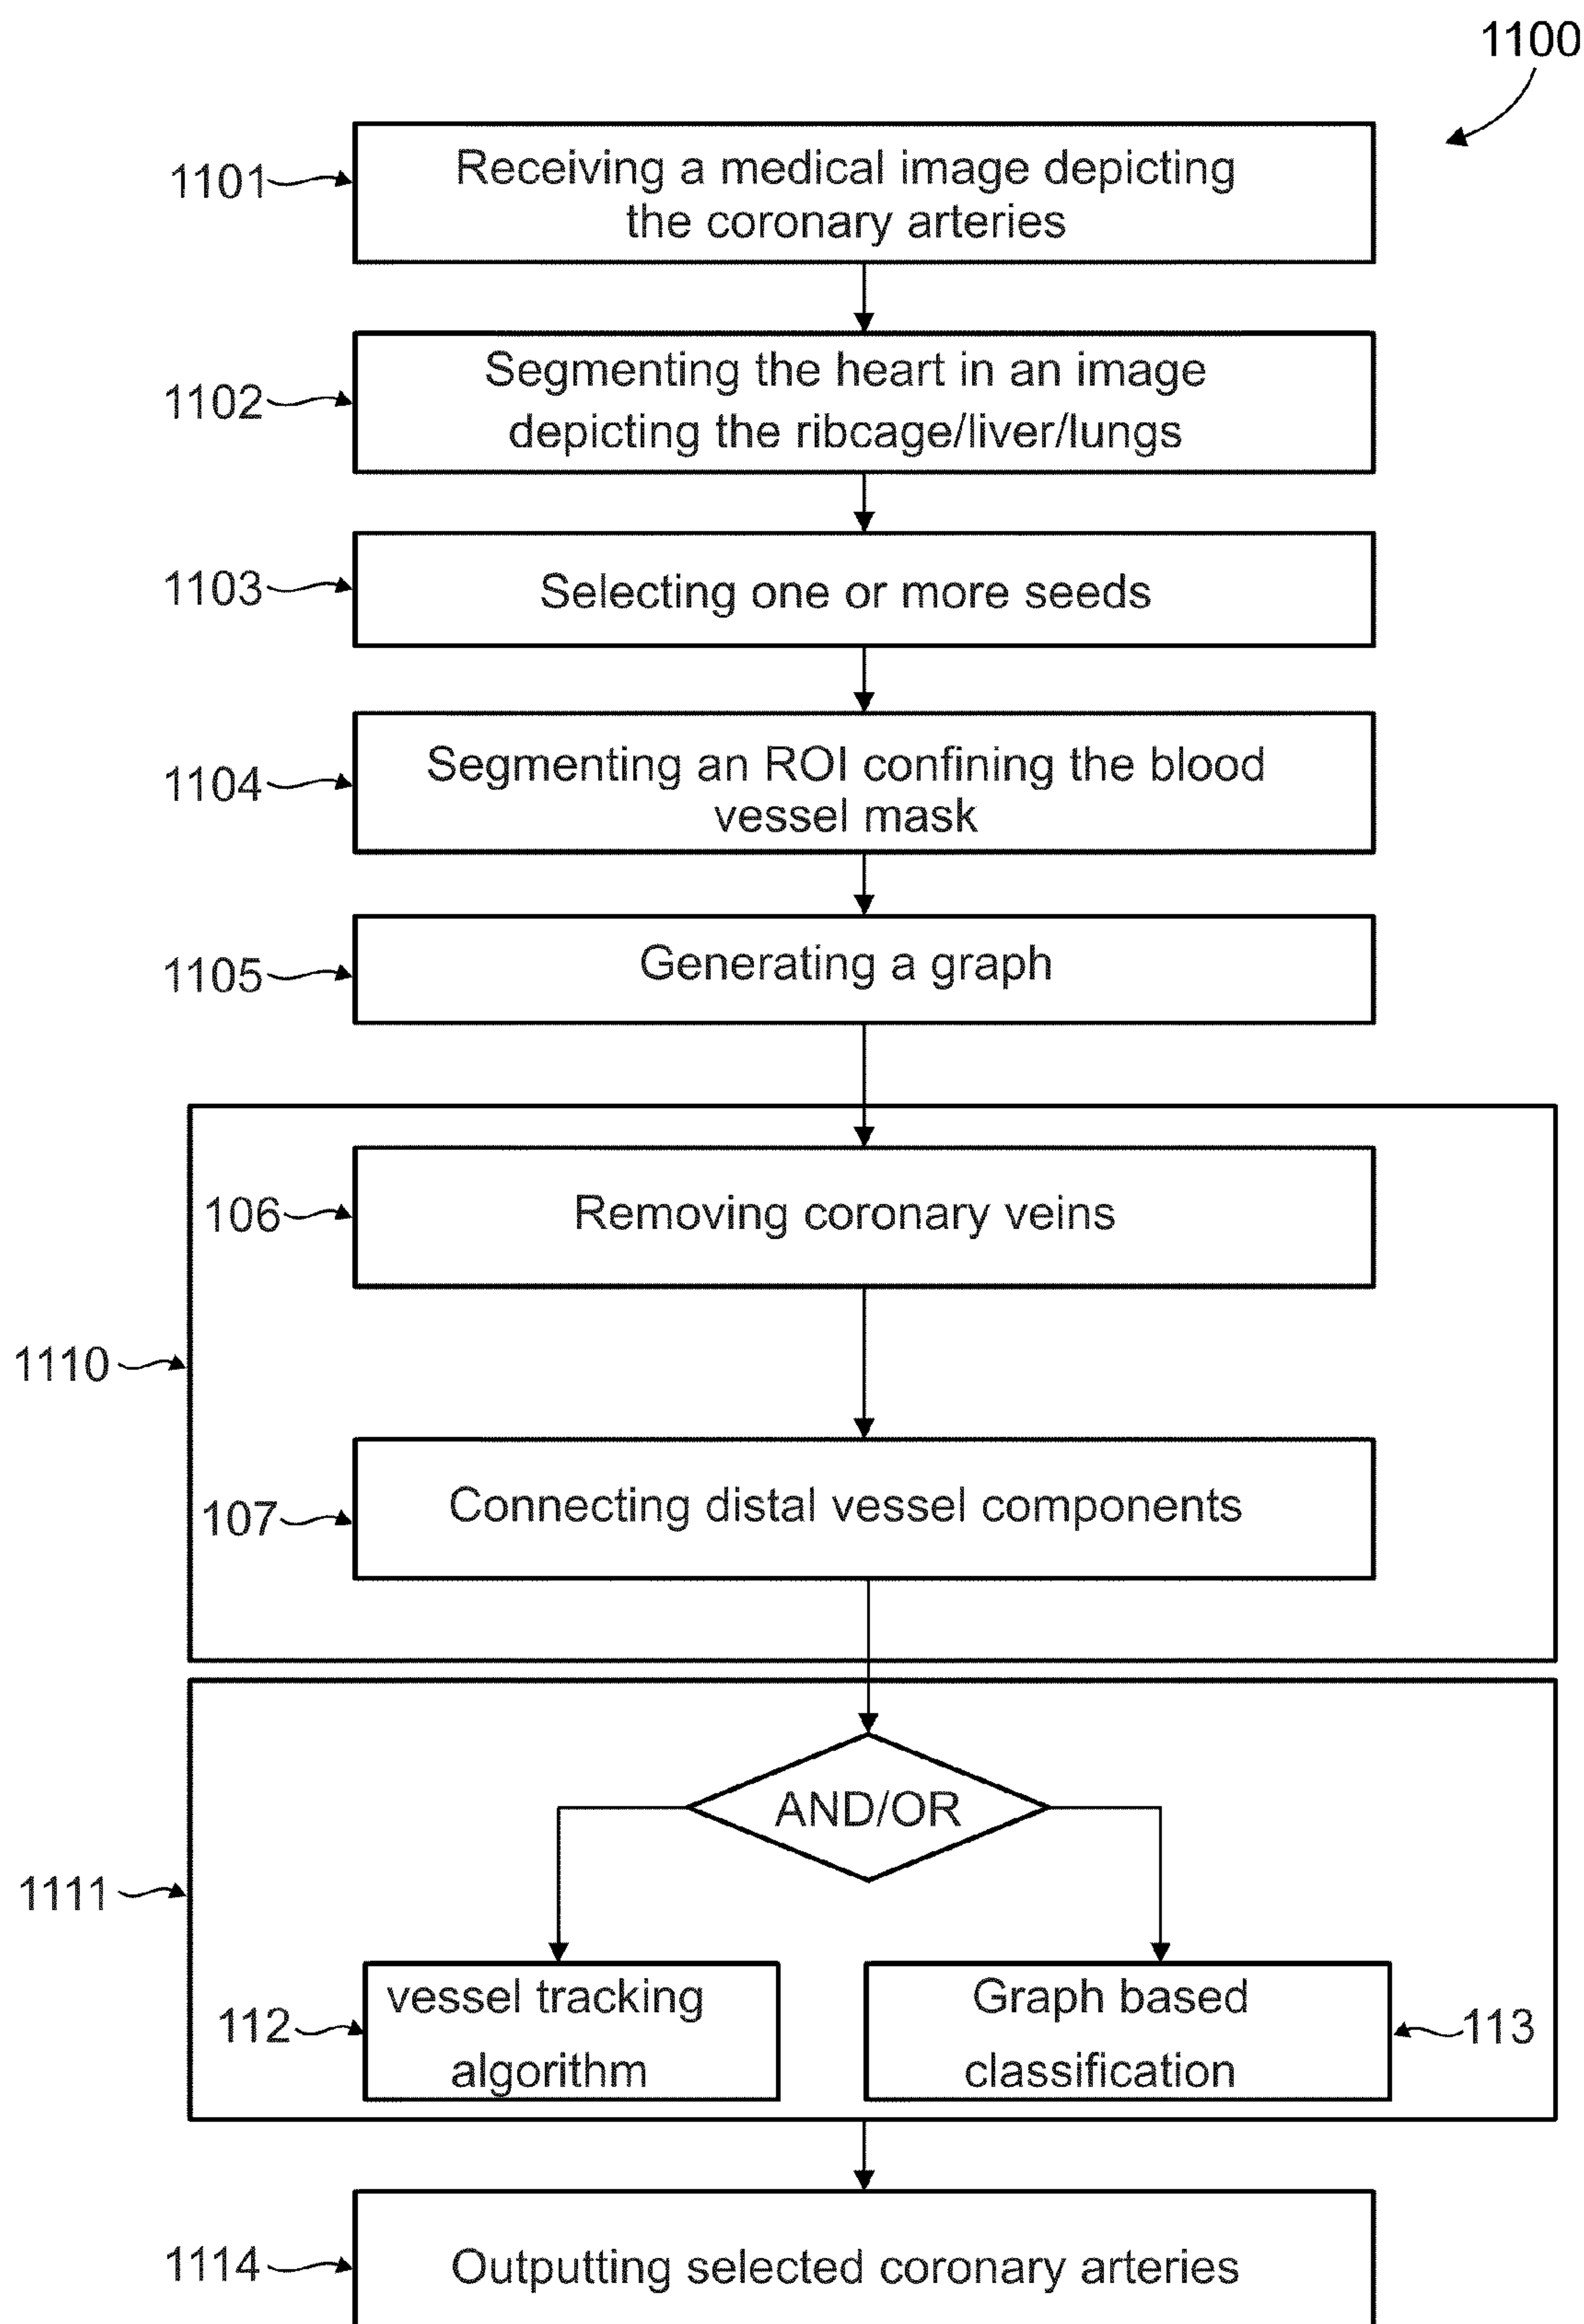 1100
1101
Receiving a medical image depicting
the coronary arteries
1102
Segmenting the heart in an image
depicting the ribcage/liver/lungs
1103
Selecting one or more seeds
1104
Segmenting an ROI confining the blood
vessel mask
1105
Generating a graph
106
Removing coronary veins
1110
107
Connecting distal vessel components
AND/OR
1111
112
vessel tracking
algorithm
Graph based
classification
113
1114
Outputting selected coronary arteries